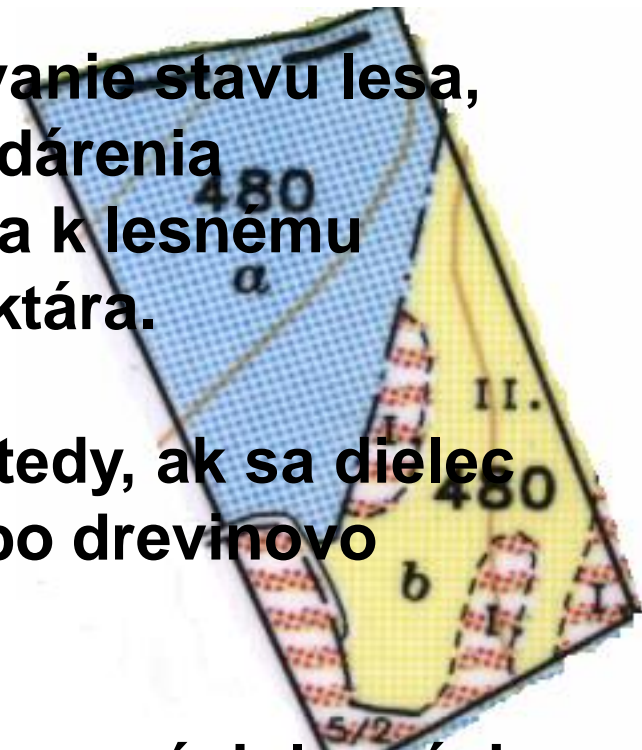 vanie stavu lesa,
dárenia
480
a k lesnému
a
ktára.
II.
I
tedy, ak sa dielec
480
po drevinovo
b
I
I
5/2